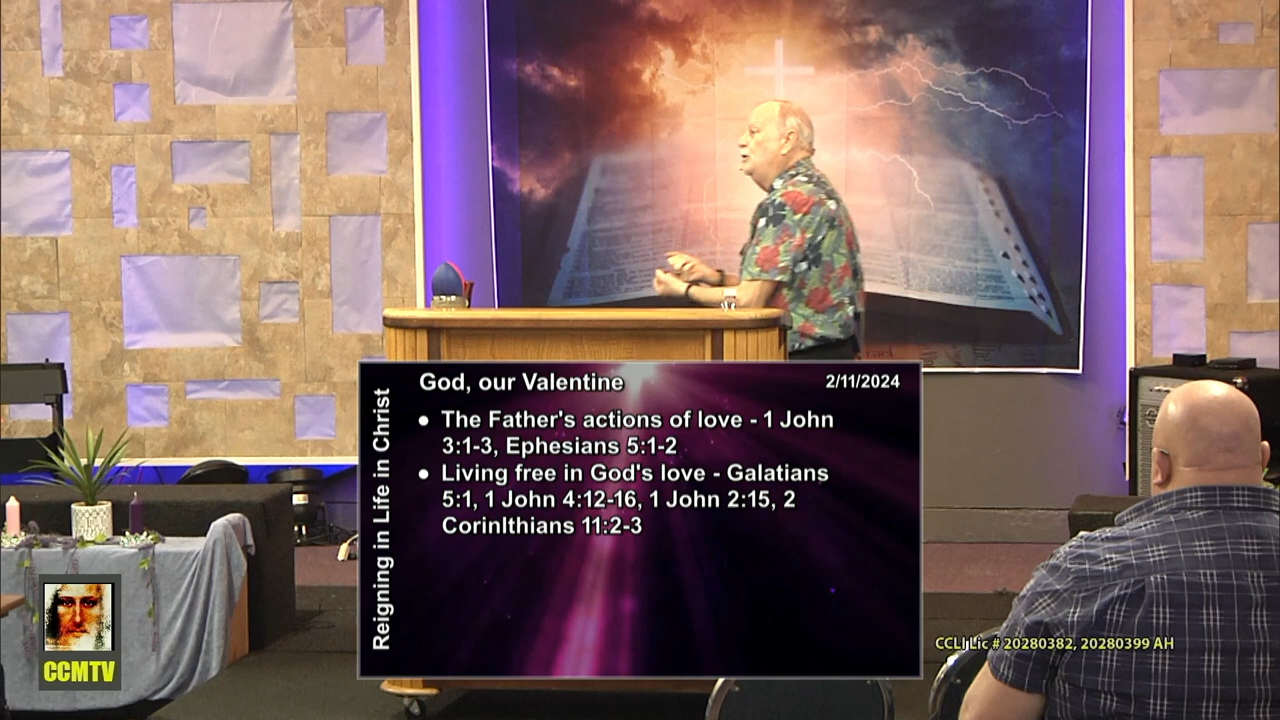 God, our Valentine
2/11/2024
Reigning in Life in Christ
● The Father's actions of love - 1 John
3:1-3, Ephesians 5:1-2
● Living free in God's love - Galatians
5:1, 1 John 4:12-16, 1 John 2:15, 2
CorinIthians 11:2-3
CCLI Lic # 20280382, 20280399 AH
CCMTV